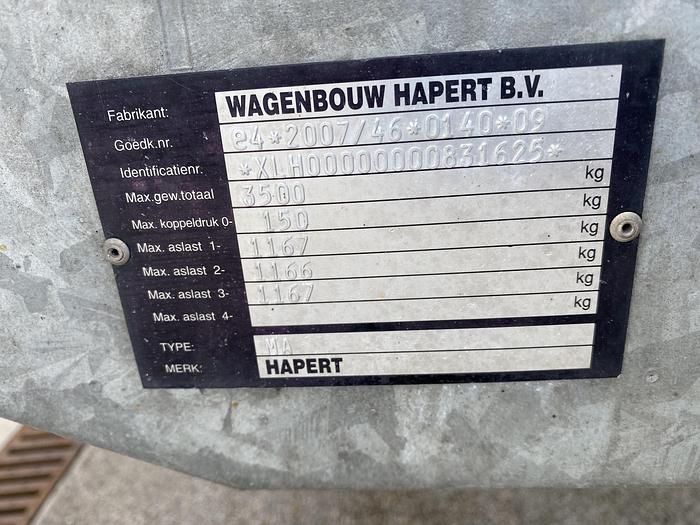 Fabrikant: WAGENBOUW HAPERT B.V.
Goedk.nr. e4*2007/46*0140*09
Identificatienr. *XLH00000000831625*
Max.gew.totaal 3500 kg
Max. koppeldruk 0- 150 kg
Max. aslast 1- 1167 kg
Max. aslast 2- 1166 kg
Max. aslast 3- 1167 kg
Max. aslast 4- kg
TYPE: MA
MERK: HAPERT